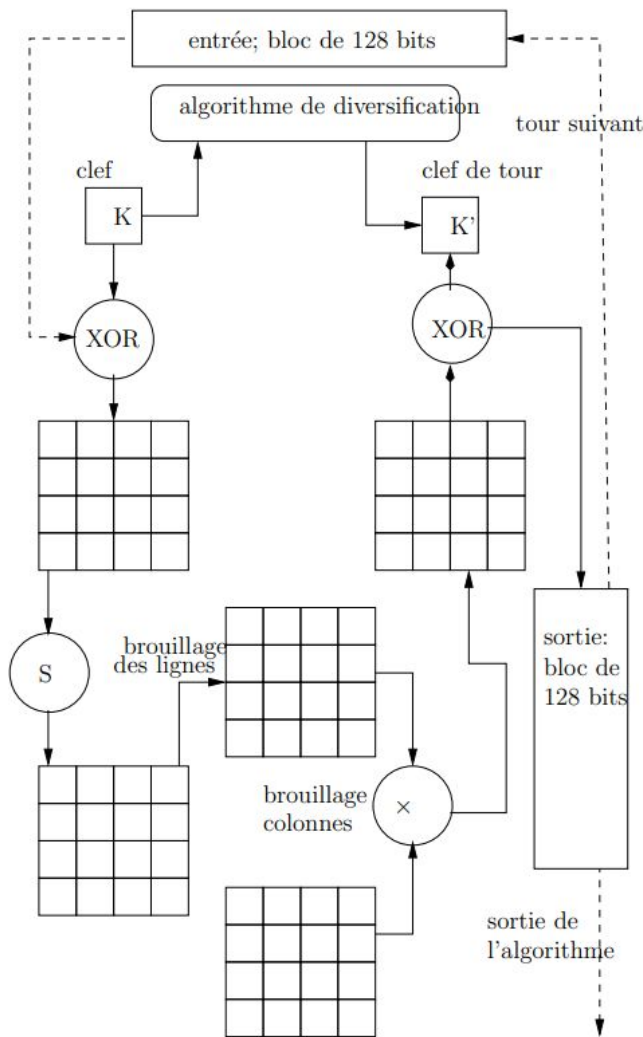 entrée; bloc de 128 bits
algorithme de diversification
tour suivant
clef
clef de tour
K
K'
XOR
XOR
brouillage
des lignes
S
sortie:
bloc de
128 bits
brouillage
colonnes
×
sortie de
l'algorithme